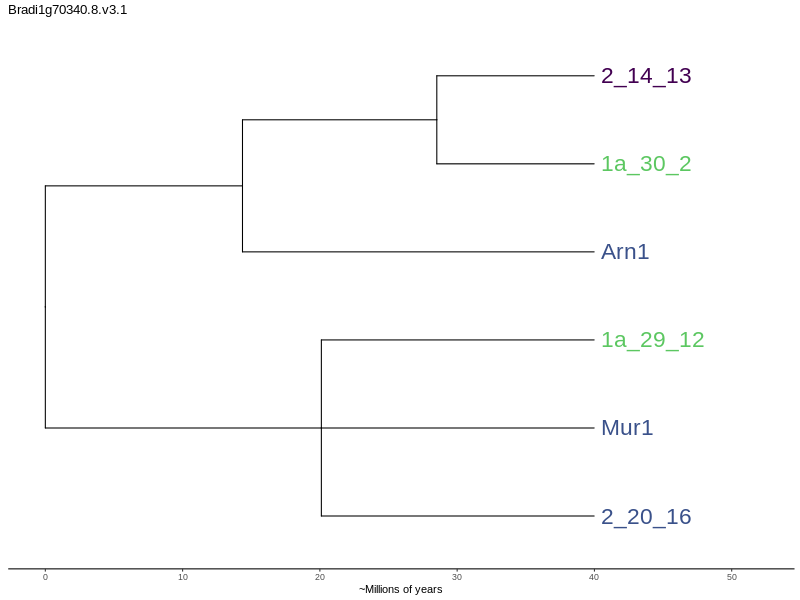 Bradi1g70340.8.v3.1
2_14_13
1a_30_2
Arn1
1a_29_12
Mur1
2_20_16
0 10 20 30 40 50
~Millions of years